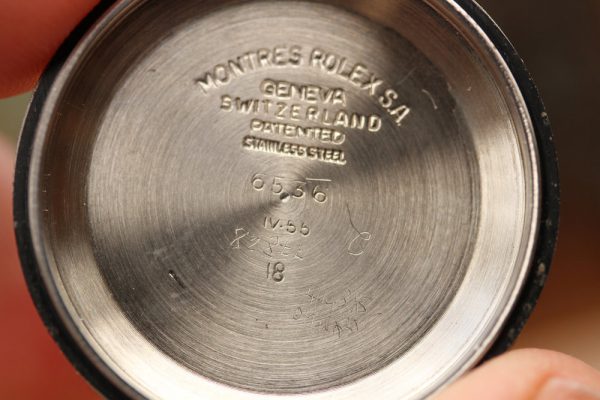 MONTRES ROLEX S.A.
GENEVA
SWITZERLAND
PATENTED
STAINLESS STEEL
6536
IV.56
18